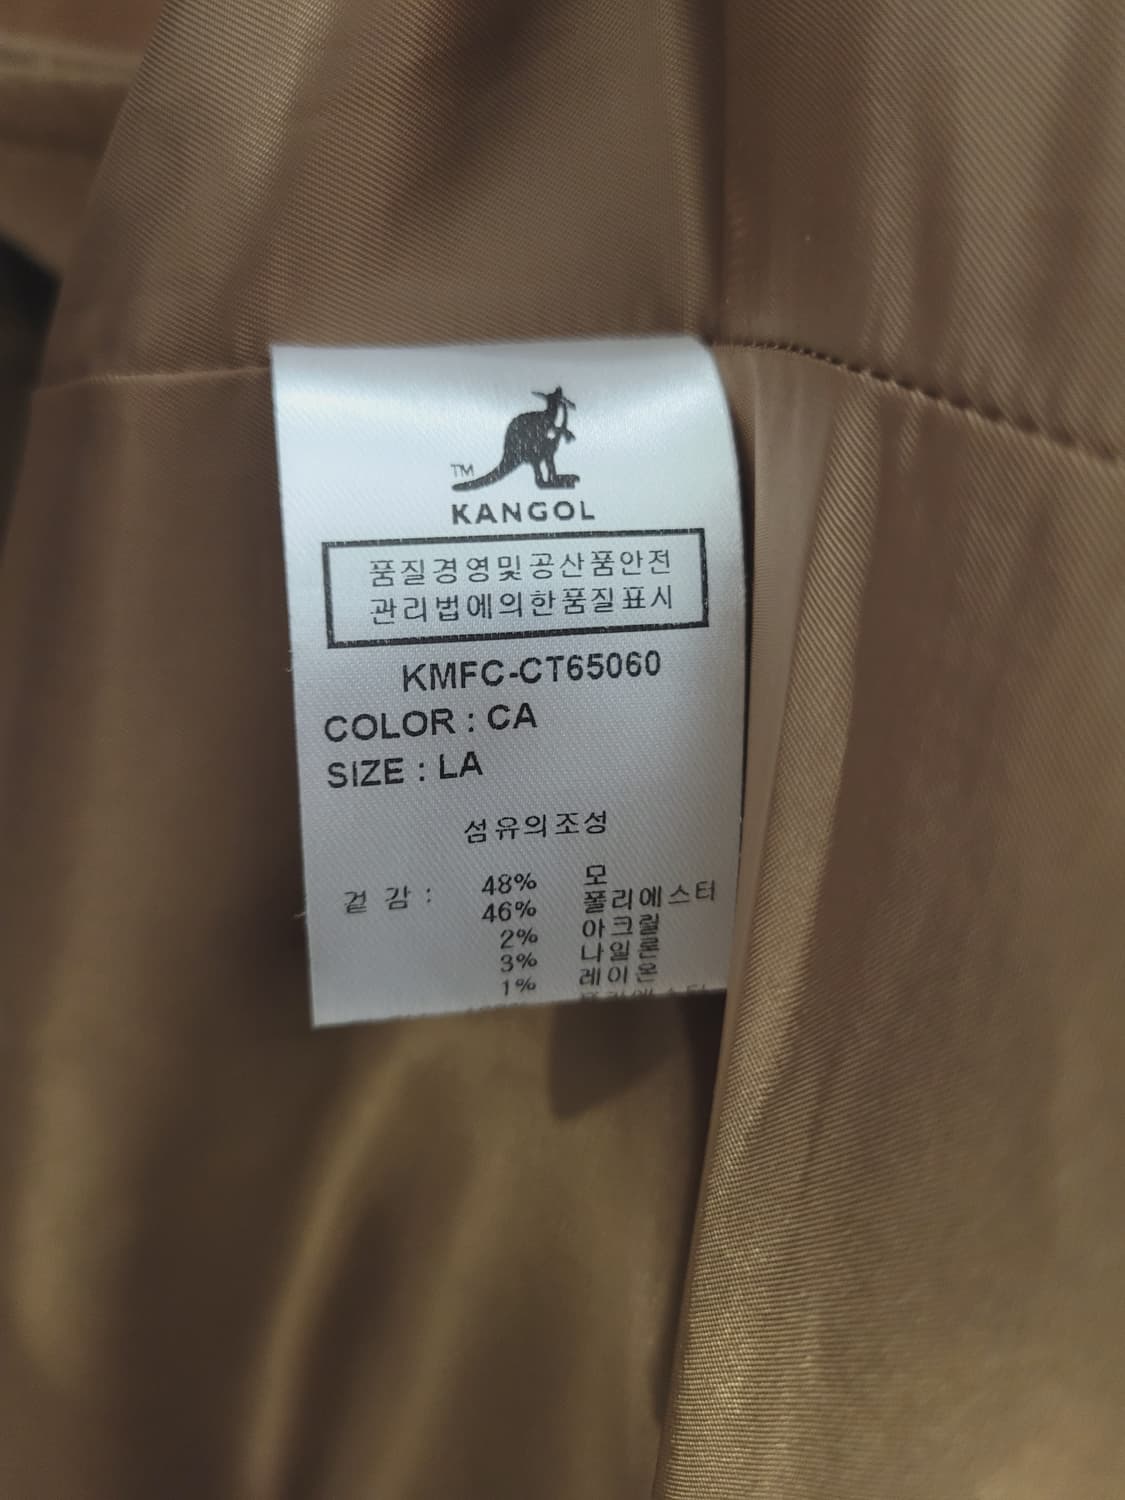 TM
KANGOL
품질경영및공산품안전
관리법에의한품질표시
KMFC-CT65060
COLOR : CA
SIZE : LA
섬유의조성
겉 감 : 48% 모
46% 폴리에스터
2% 아크릴
3% 나일론
1% 레이온